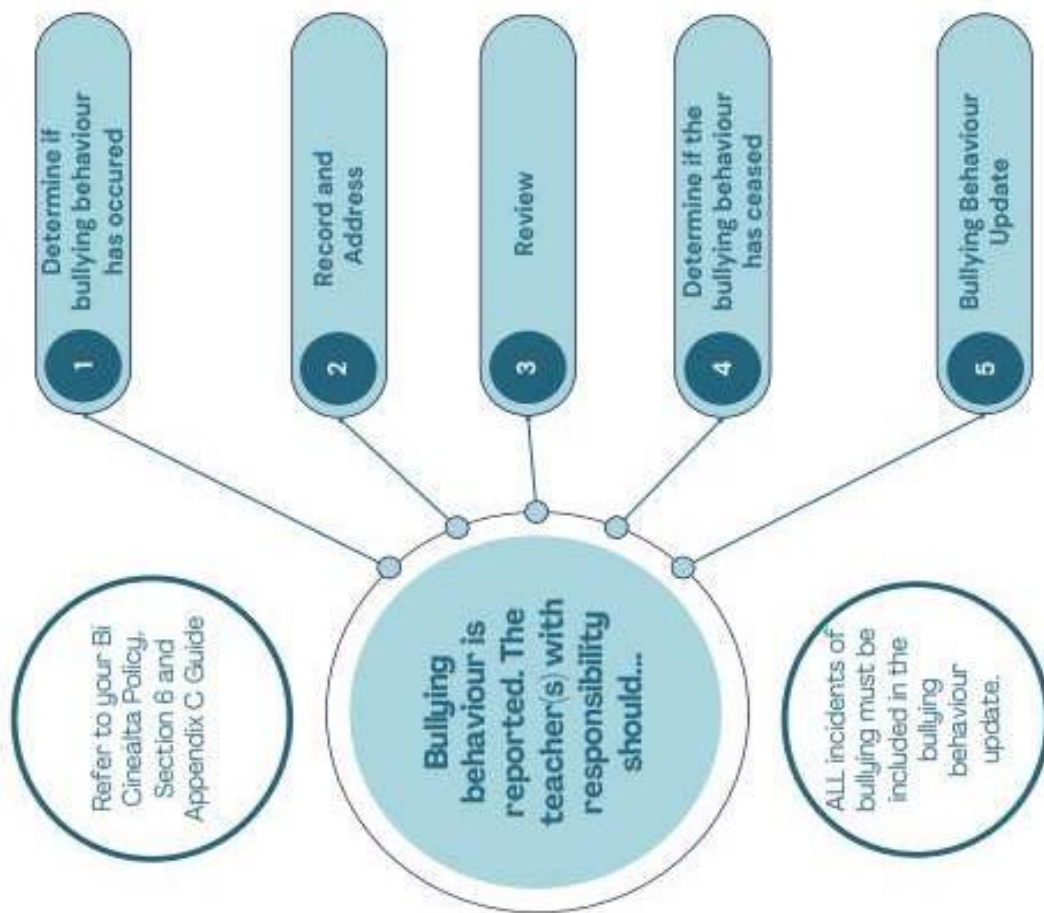 Refer to your Bí
Cinealta Policy,
Section 6 and
Appendix C Guide
Bullying
behaviour is
reported. The
teacher(s) with
responsibility
should...
ALL incidents of
bullying must be
included in the
bullying
behaviour
update.
1
Determine if
bullying behaviour
has occured
2
Record and
Address
3
Review
4
Determine if the
bullying behaviour
has ceased
5
Bullying Behaviour
Update